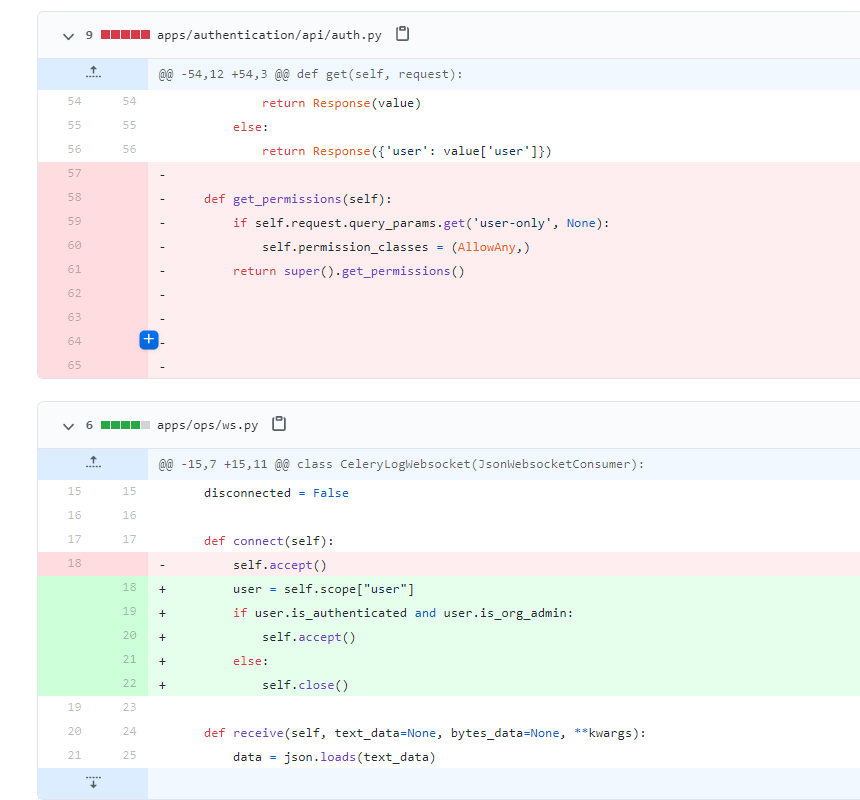 9 apps/authentication/api/auth.py
@@ -54,12 +54,3 @@ def get(self, request):
54 54 return Response(value)
55 55 else:
56 56 return Response({'user': value['user']})
57 -
58 - def get_permissions(self):
59 - if self.request.query_params.get('user-only', None):
60 - self.permission_classes = (AllowAny,)
61 - return super().get_permissions()
62 -
63 -
64 + -
65 -
6 apps/ops/ws.py
@@ -15,7 +15,11 @@ class CeleryLogWebsocket(JsonWebsocketConsumer):
15 15 disconnected = False
16 16
17 17 def connect(self):
18 - self.accept()
18 + user = self.scope["user"]
19 + if user.is_authenticated and user.is_org_admin:
20 + self.accept()
21 + else:
22 + self.close()
19 23
20 24 def receive(self, text_data=None, bytes_data=None, **kwargs):
21 25 data = json.loads(text_data)